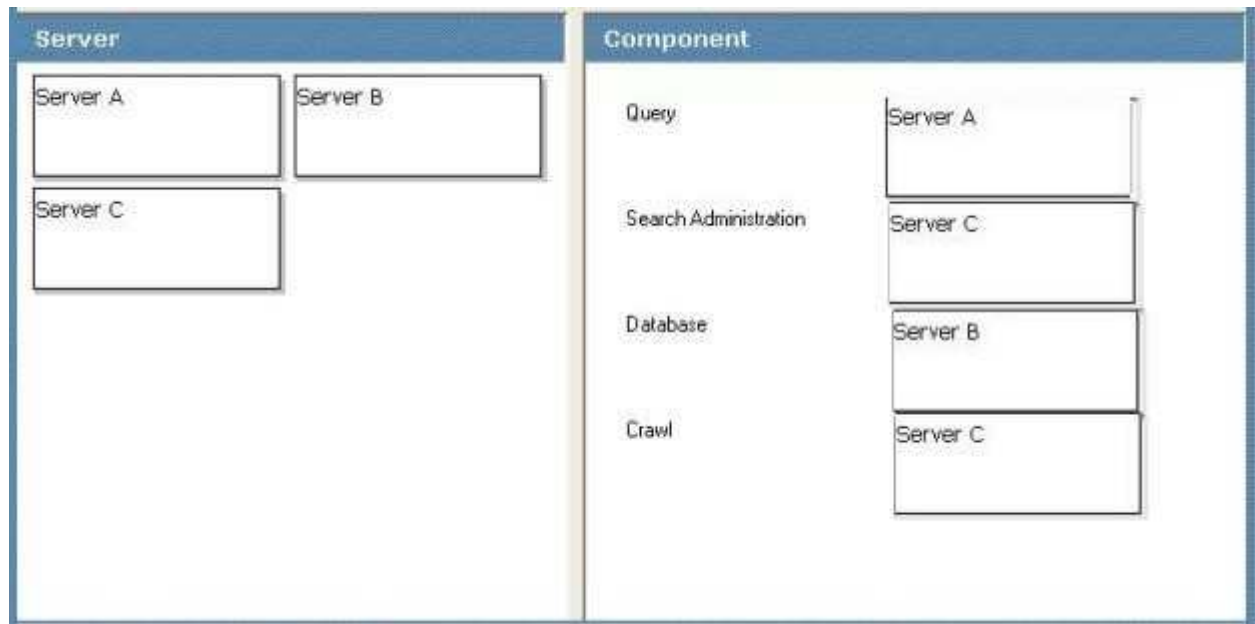 Server
Component
Server A
Server B
Server C
Query
Server A
Search Administration
Server C
Database
Server B
Crawl
Server C